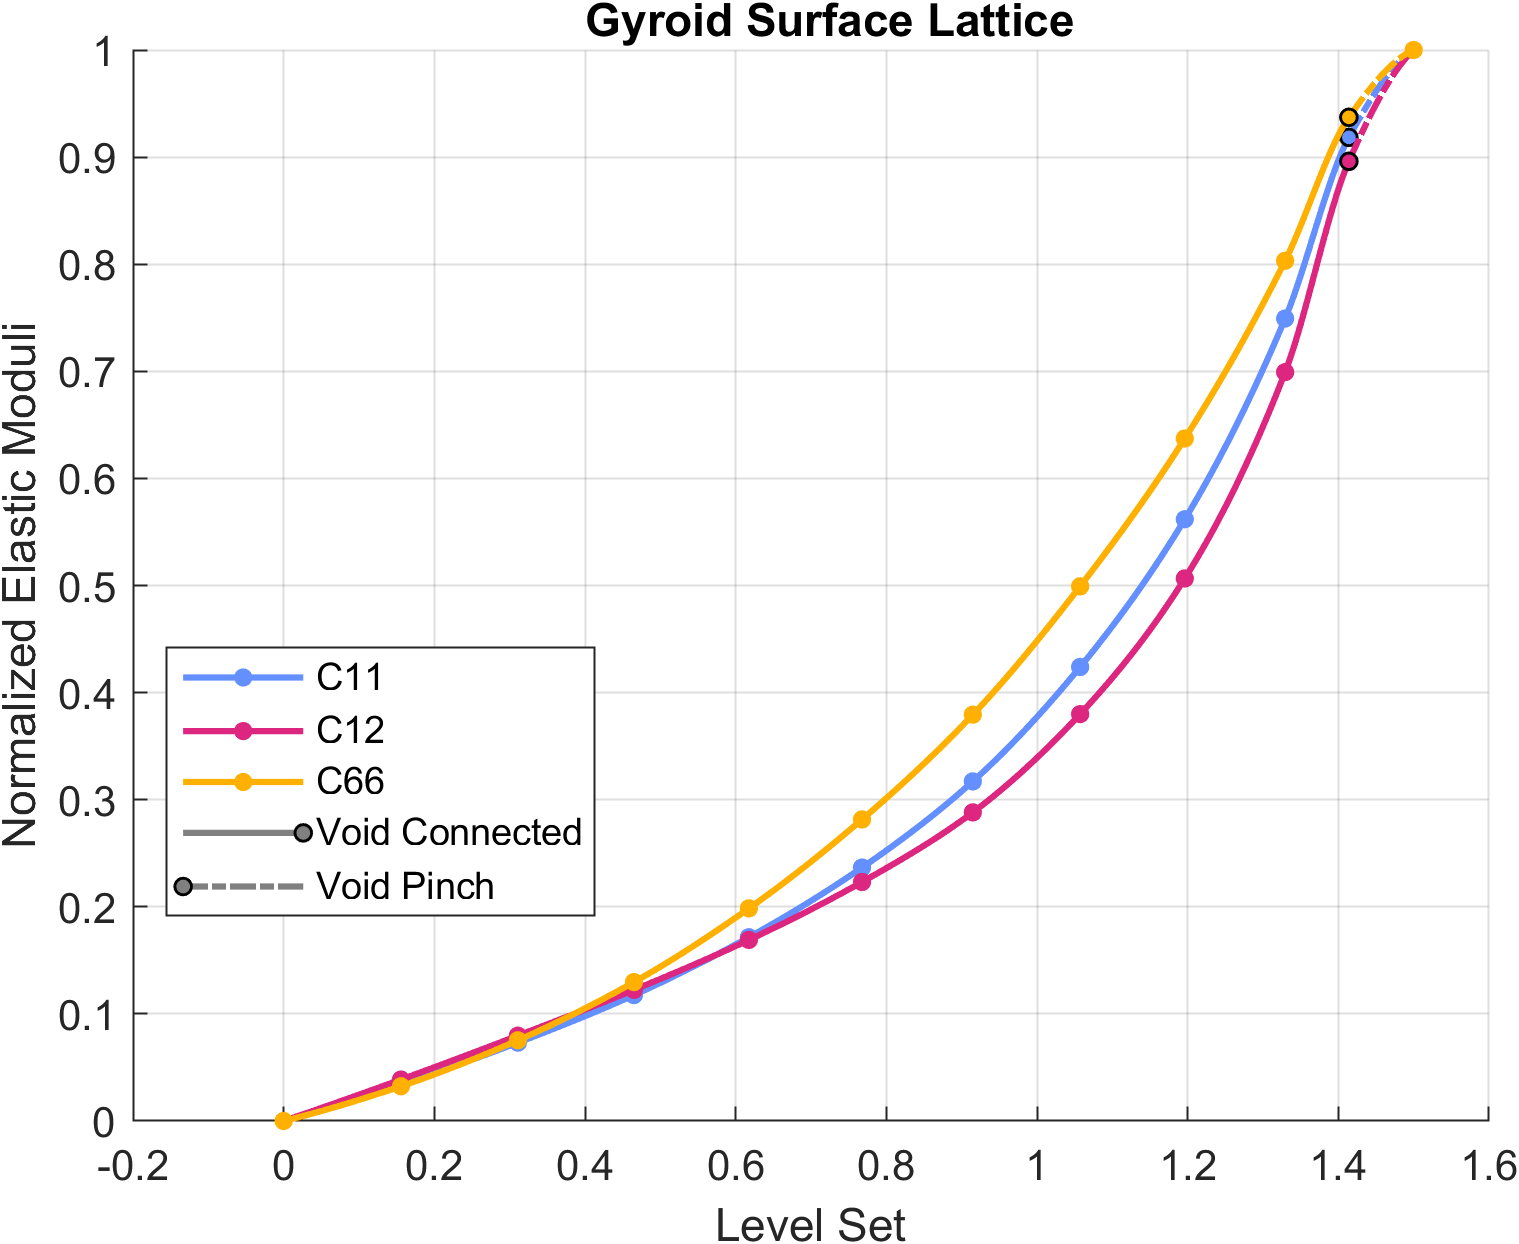 Gyroid Surface Lattice
Normalized Elastic Moduli
1
0.9
0.8
0.7
0.6
0.5
0.4
0.3
0.2
0.1
0
C11
C12
C66
Void Connected
Void Pinch
-0.2 0 0.2 0.4 0.6 0.8 1 1.2 1.4 1.6
Level Set